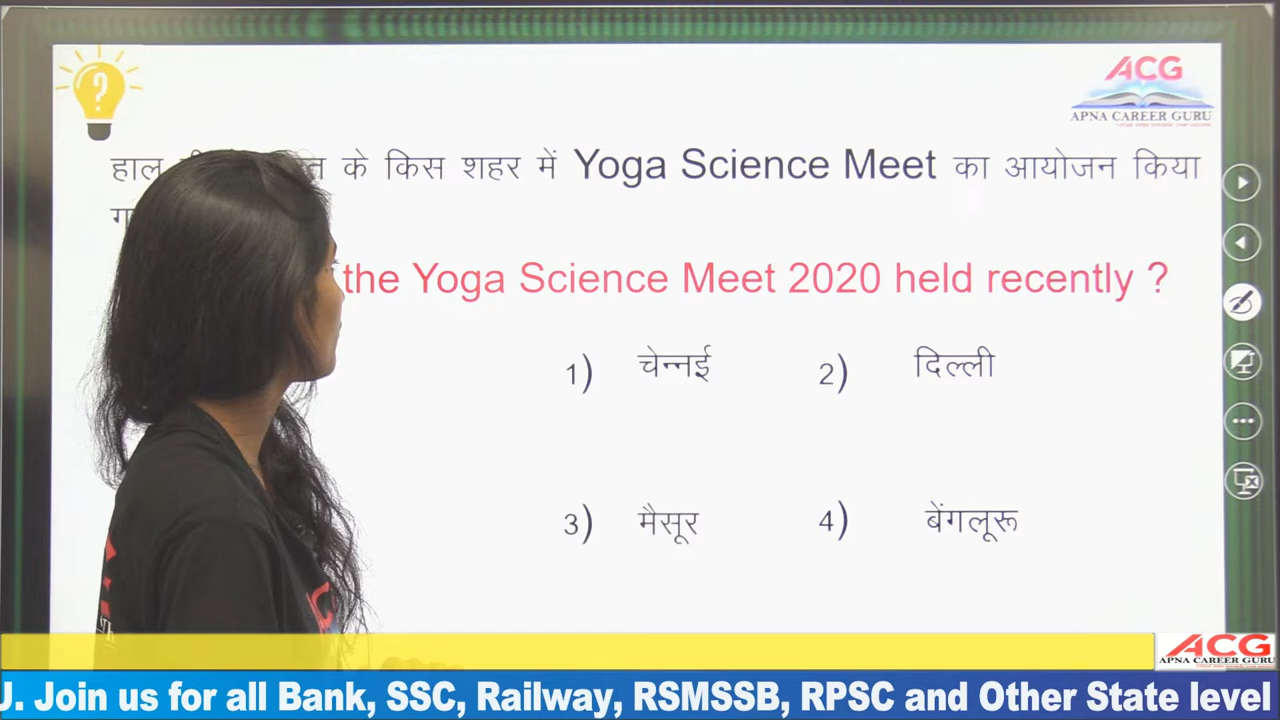 ACG
APNA CAREER GURU
हाल के किस शहर में Yoga Science Meet का आयोजन किया
the Yoga Science Meet 2020 held recently ?
1) चेन्नई 2) दिल्ली
3) मैसूर 4) बेंगलूरू
ACG
APNA CAREER GURU
J. Join us for all Bank, SSC, Railway, RSMSSB, RPSC and Other State level